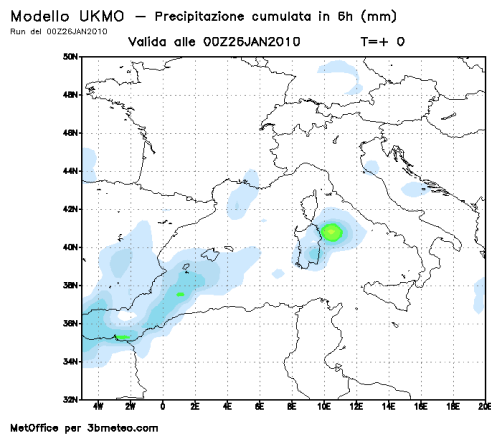 Modello UKMO – Precipitazione cumulata in 6h (mm)
Run del 00Z26JAN2010
Valida alle 00Z26JAN2010 T=+ 0
50N
48N
46N
44N
42N
40N
38N
36N
34N
32N
4W 2W 0 2E 4E 6E 8E 10E 12E 14E 16E 18E 20E
MetOffice per 3bmeteo.com